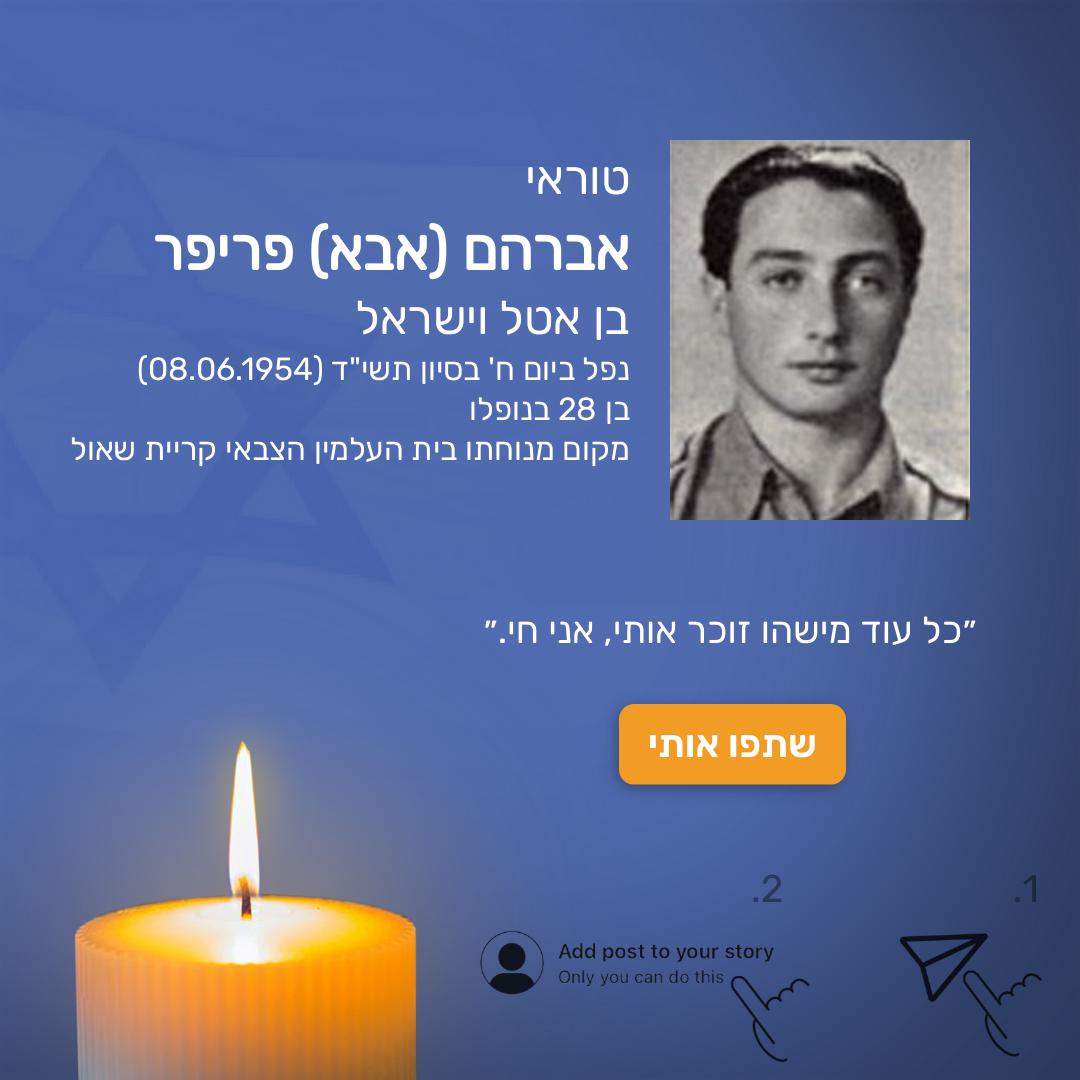 טוראי
אברהם (אבא) פריפר
בן אטל וישראל
נפל ביום ח' בסיון תשי"ד (08.06.1954)
בן 28 בנופלו
מקום מנוחתו בית העלמין הצבאי קריית שאול
״כל עוד מישהו זוכר אותי, אני חי.״
שתפו אותי
1.
2.
Add post to your story
Only you can do this